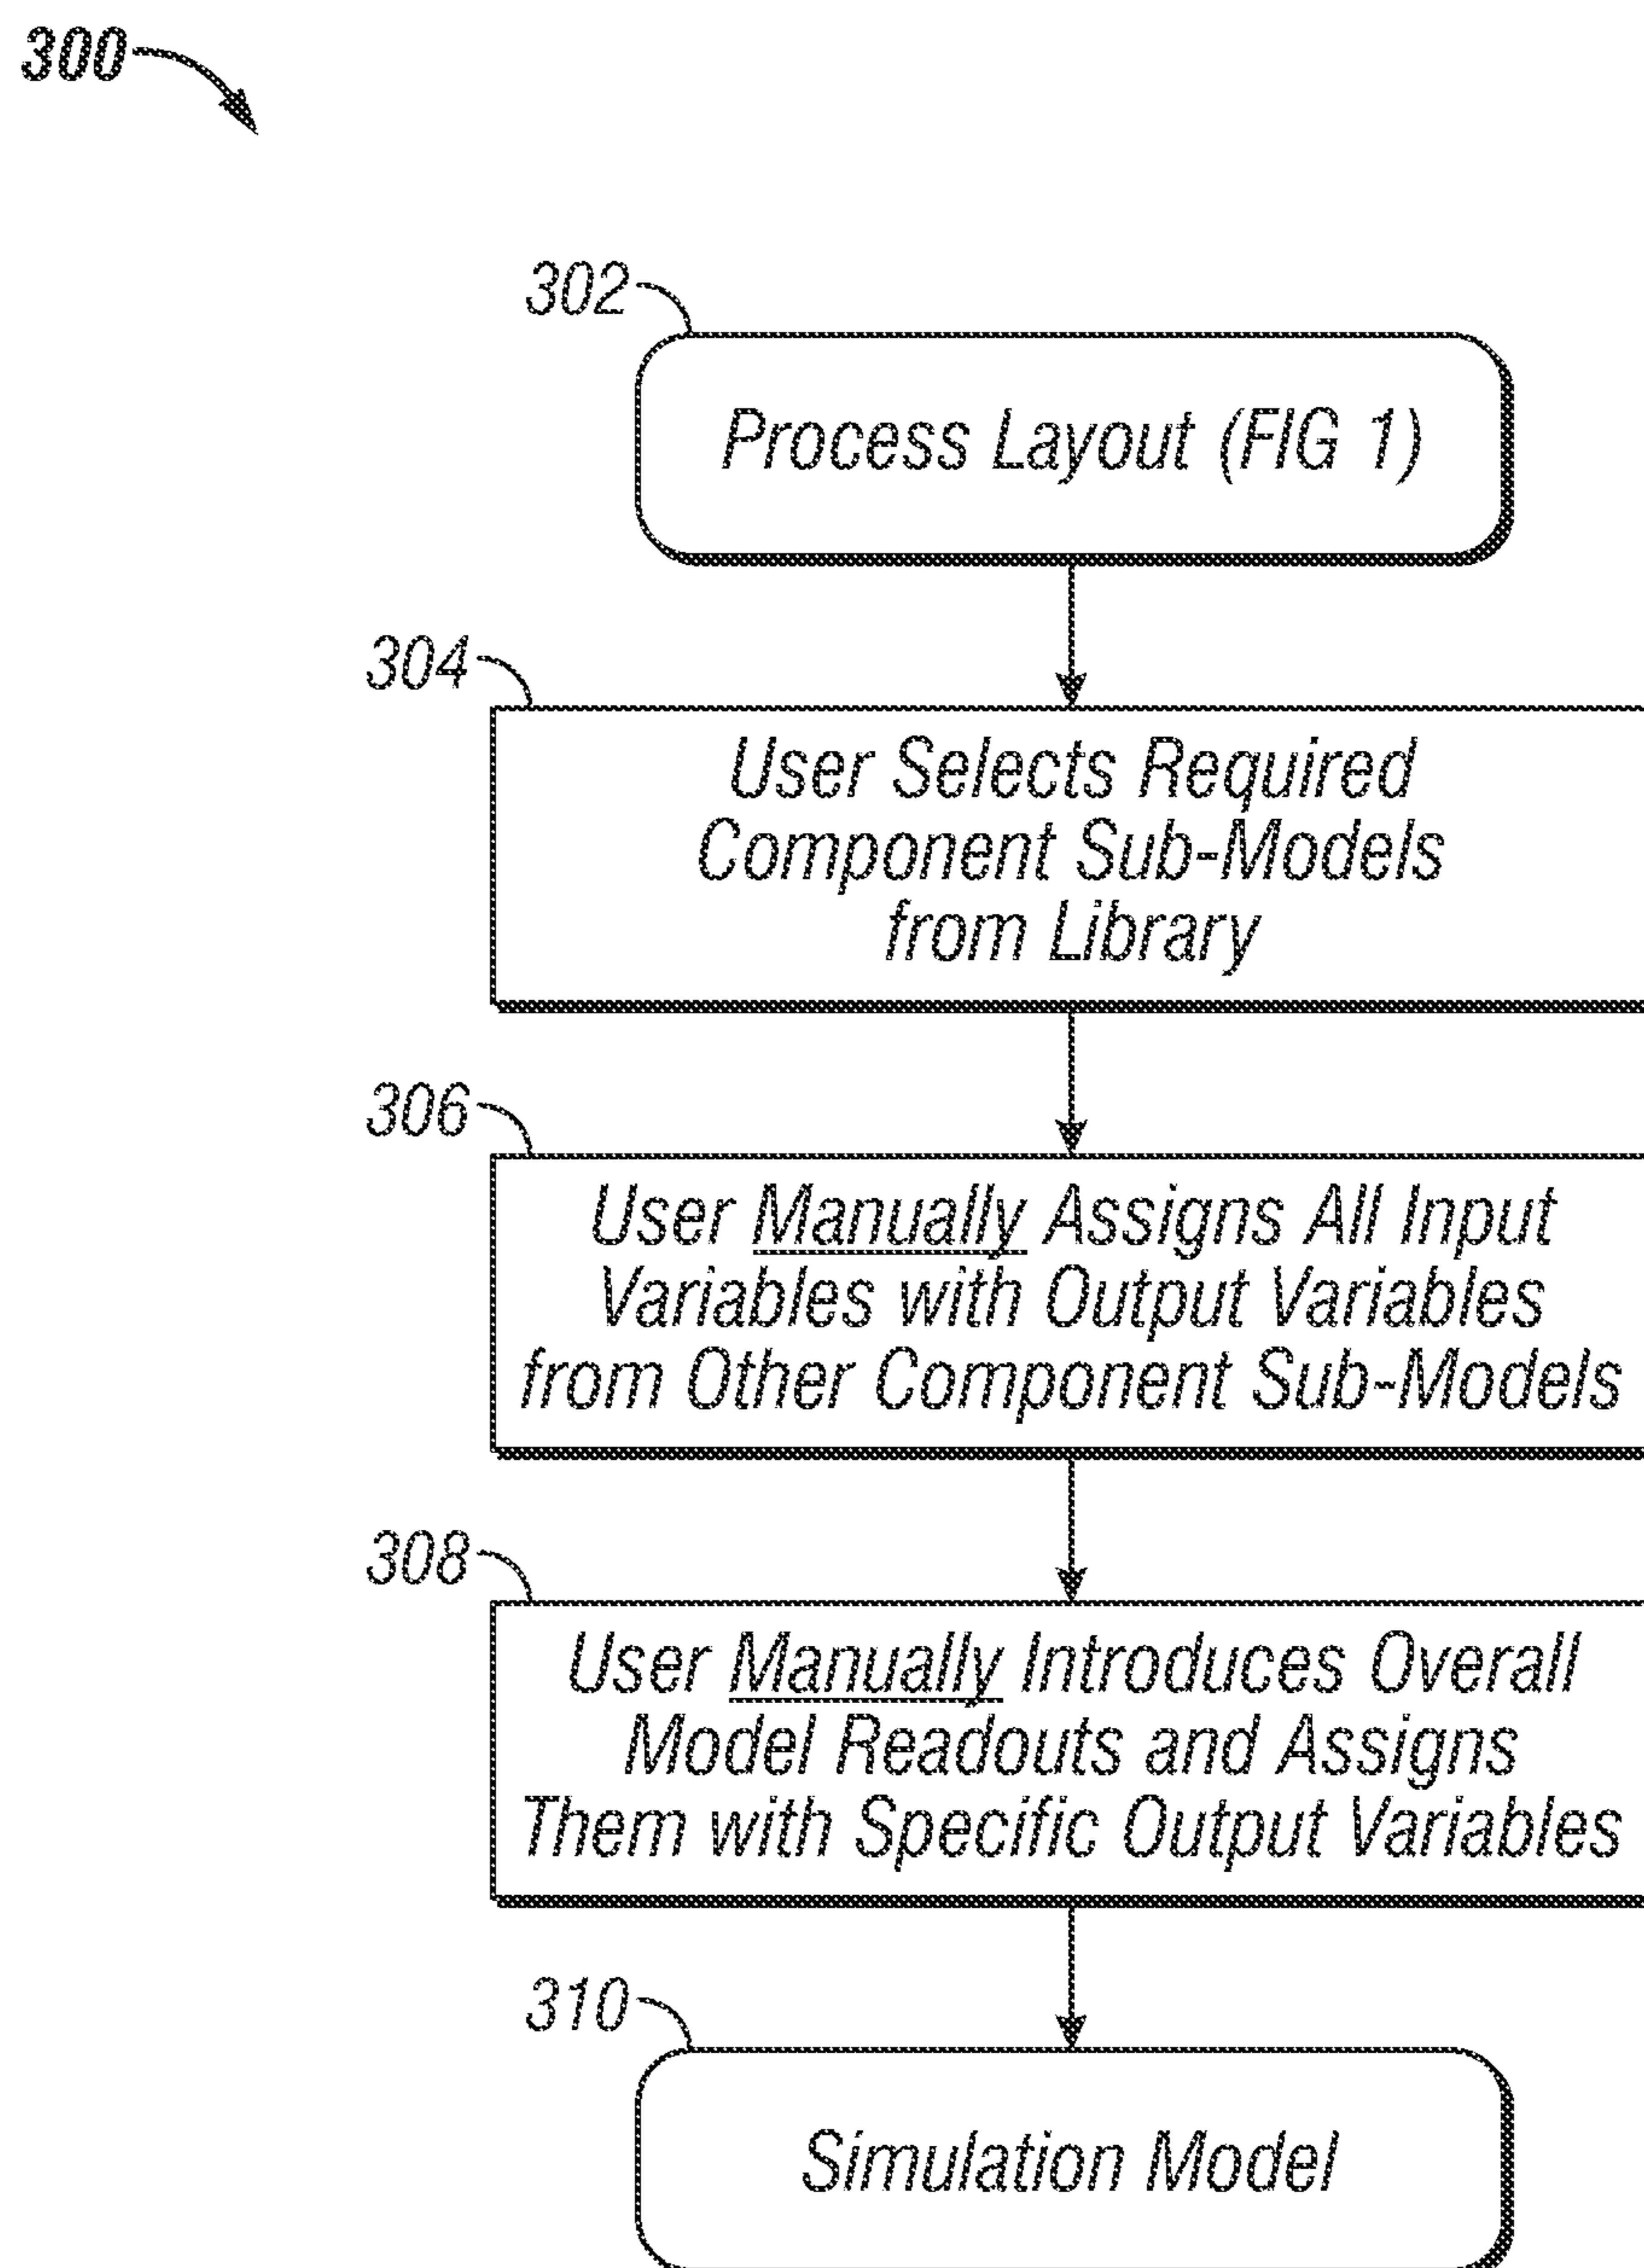 300
302
Process Layout (FIG 1)
304
User Selects Required
Component Sub-Models
from Library
306
User Manually Assigns All Input
Variables with Output Variables
from Other Component Sub-Models
308
User Manually Introduces Overall
Model Readouts and Assigns
Them with Specific Output Variables
310
Simulation Model